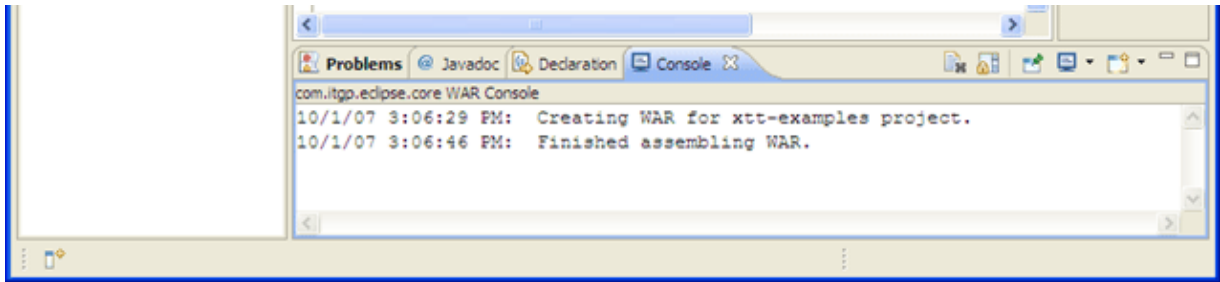 Problems @ Javadoc Declaration Console
com.itgp.eclipse.core WAR Console
10/1/07 3:06:29 PM: Creating WAR for xtt-examples project.
10/1/07 3:06:46 PM: Finished assembling WAR.